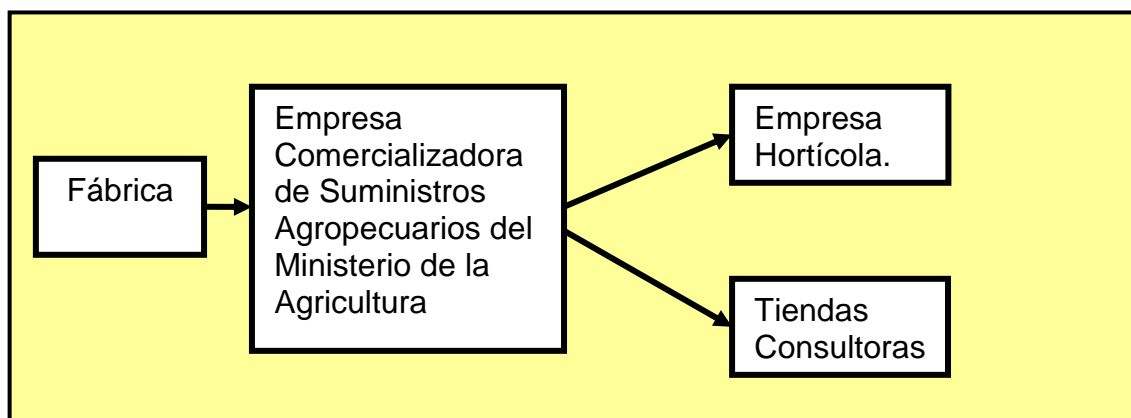 Fábrica
Empresa
Comercializadora
de Suministros
Agropecuarios del
Ministerio de la
Agricultura
Empresa
Hortícola.
Tiendas
Consultoras